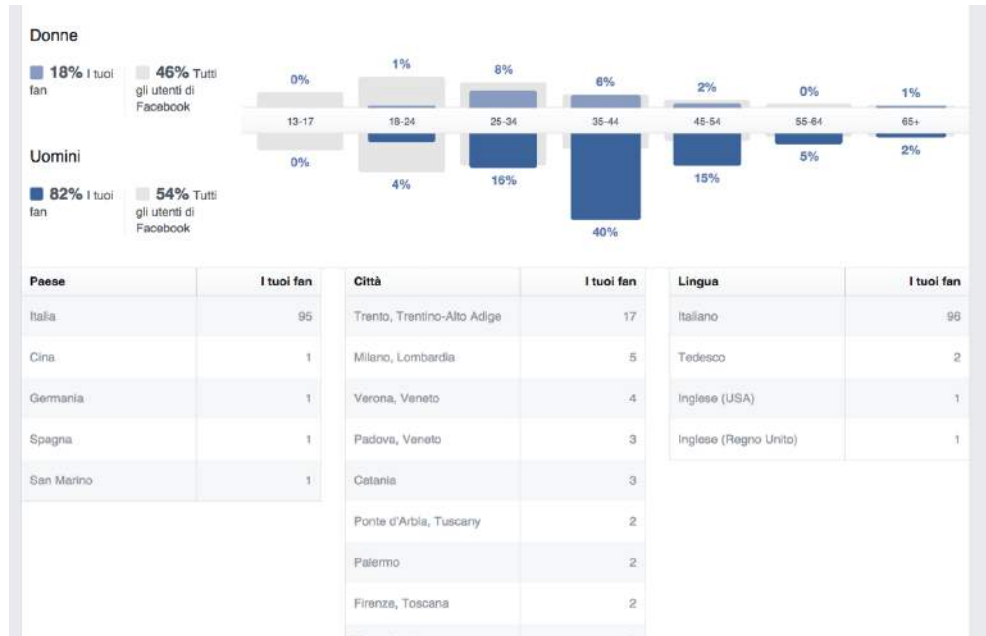 Donne
18% I tuoi fan
46% Tutti gli utenti di Facebook
0%
1%
8%
6%
2%
0%
1%
13-17
18-24
25-34
35-44
45-54
55-64
65+
Uomini
82% I tuoi fan
54% Tutti gli utenti di Facebook
0%
4%
16%
40%
15%
5%
2%
Paese I tuoi fan
Italia 95
Cina 1
Germania 1
Spagna 1
San Marino 1
Città I tuoi fan
Trento, Trentino-Alto Adige 17
Milano, Lombardia 5
Verona, Veneto 4
Padova, Veneto 3
Catania 3
Ponte d'Arbia, Tuscany 2
Palermo 2
Firenze, Toscana 2
Lingua I tuoi fan
Italiano 96
Tedesco 2
Inglese (USA) 1
Inglese (Regno Unito) 1